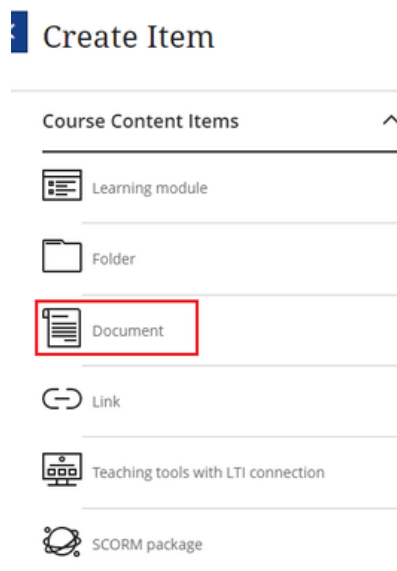 Create Item
Course Content Items
Learning module
Folder
Document
Link
Teaching tools with LTI connection
SCORM package